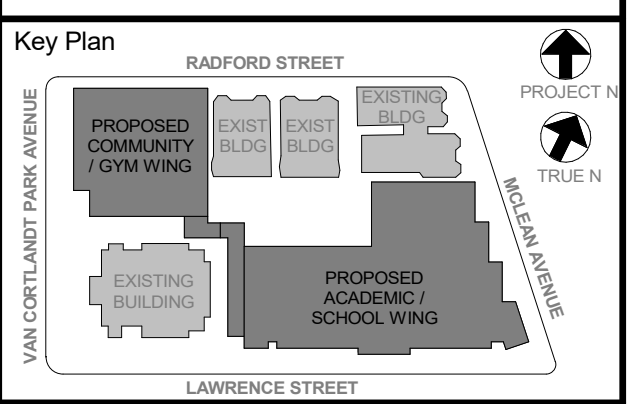 Key Plan
RADFORD STREET
PROJECT N
TRUE N
VAN CORTLANDT PARK AVENUE
PROPOSED
COMMUNITY
/ GYM WING
EXIST
BLDG
EXIST
BLDG
EXISTING
BLDG
MCLEAN AVENUE
EXISTING
BUILDING
PROPOSED
ACADEMIC /
SCHOOL WING
LAWRENCE STREET